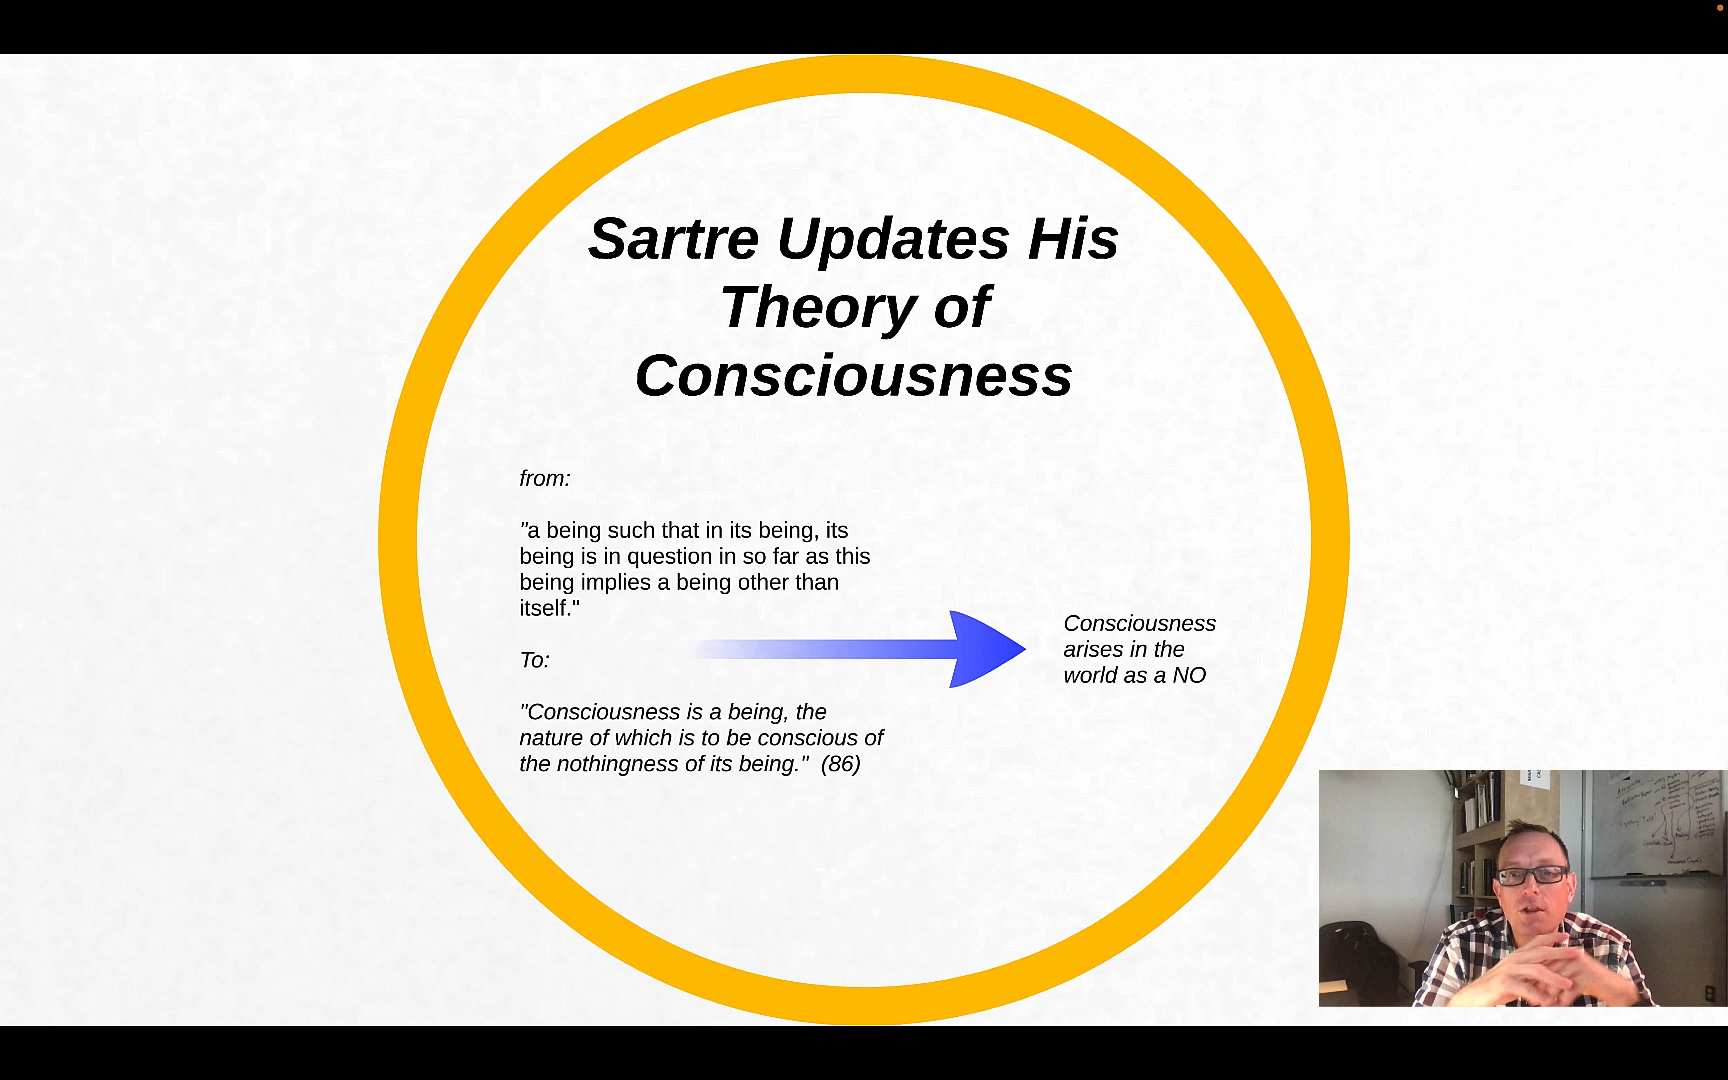 Sartre Updates His
Theory of
Consciousness
from:
"a being such that in its being, its
being is in question in so far as this
being implies a being other than
itself."
To:
"Consciousness is a being, the
nature of which is to be conscious of
the nothingness of its being." (86)
Consciousness
arises in the
world as a NO